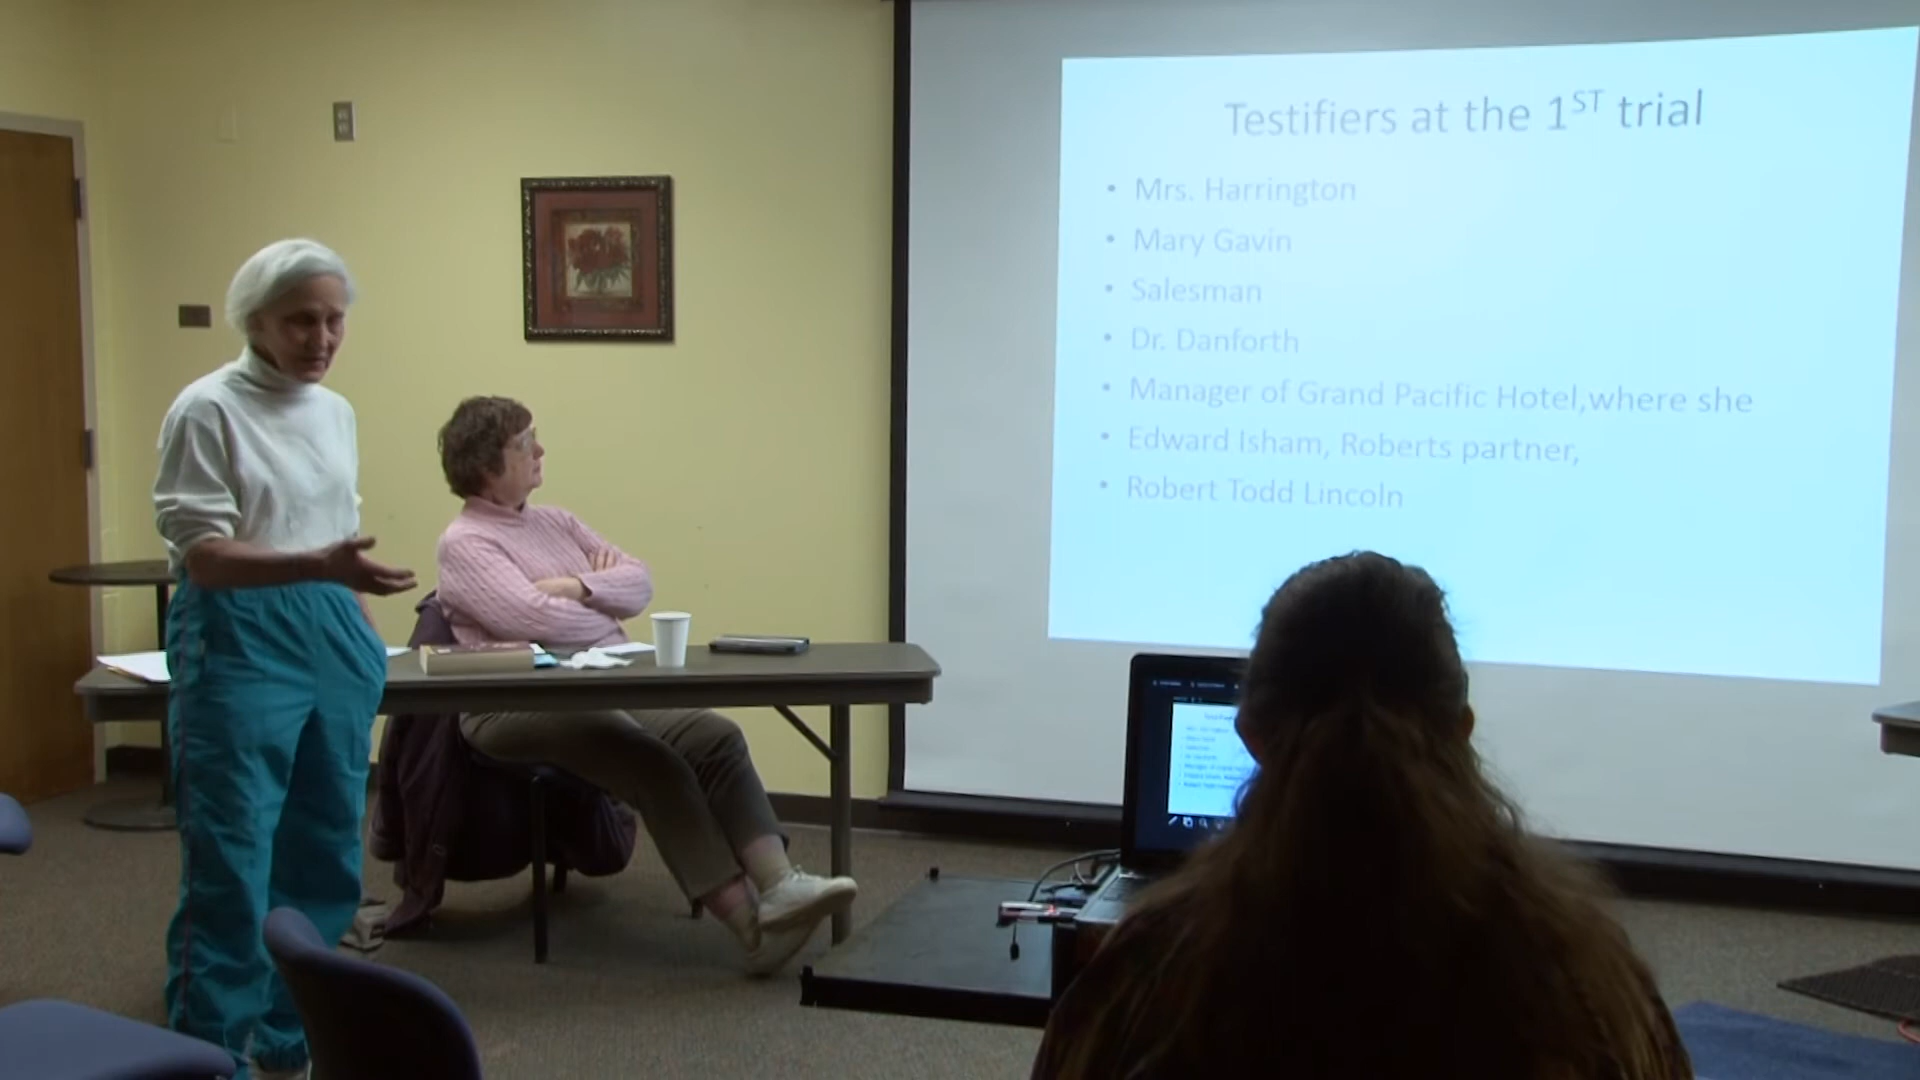 Testifiers at the 1ST trial
• Mrs. Harrington
• Mary Gavin
• Salesman
• Dr. Danforth
• Manager of Grand Pacific Hotel,where she
• Edward Isham, Roberts partner,
• Robert Todd Lincoln